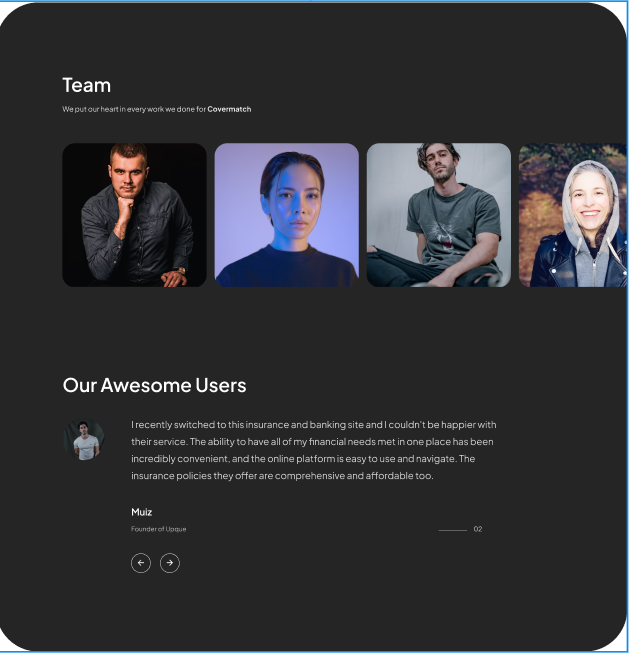 Team
We put our heart in every work we done for Covermatch
Our Awesome Users
I recently switched to this insurance and banking site and I couldn't be happier with
their service. The ability to have all of my financial needs met in one place has been
incredibly convenient, and the online platform is easy to use and navigate. The
insurance policies they offer are comprehensive and affordable too.
Muiz
Founder of Upque
02